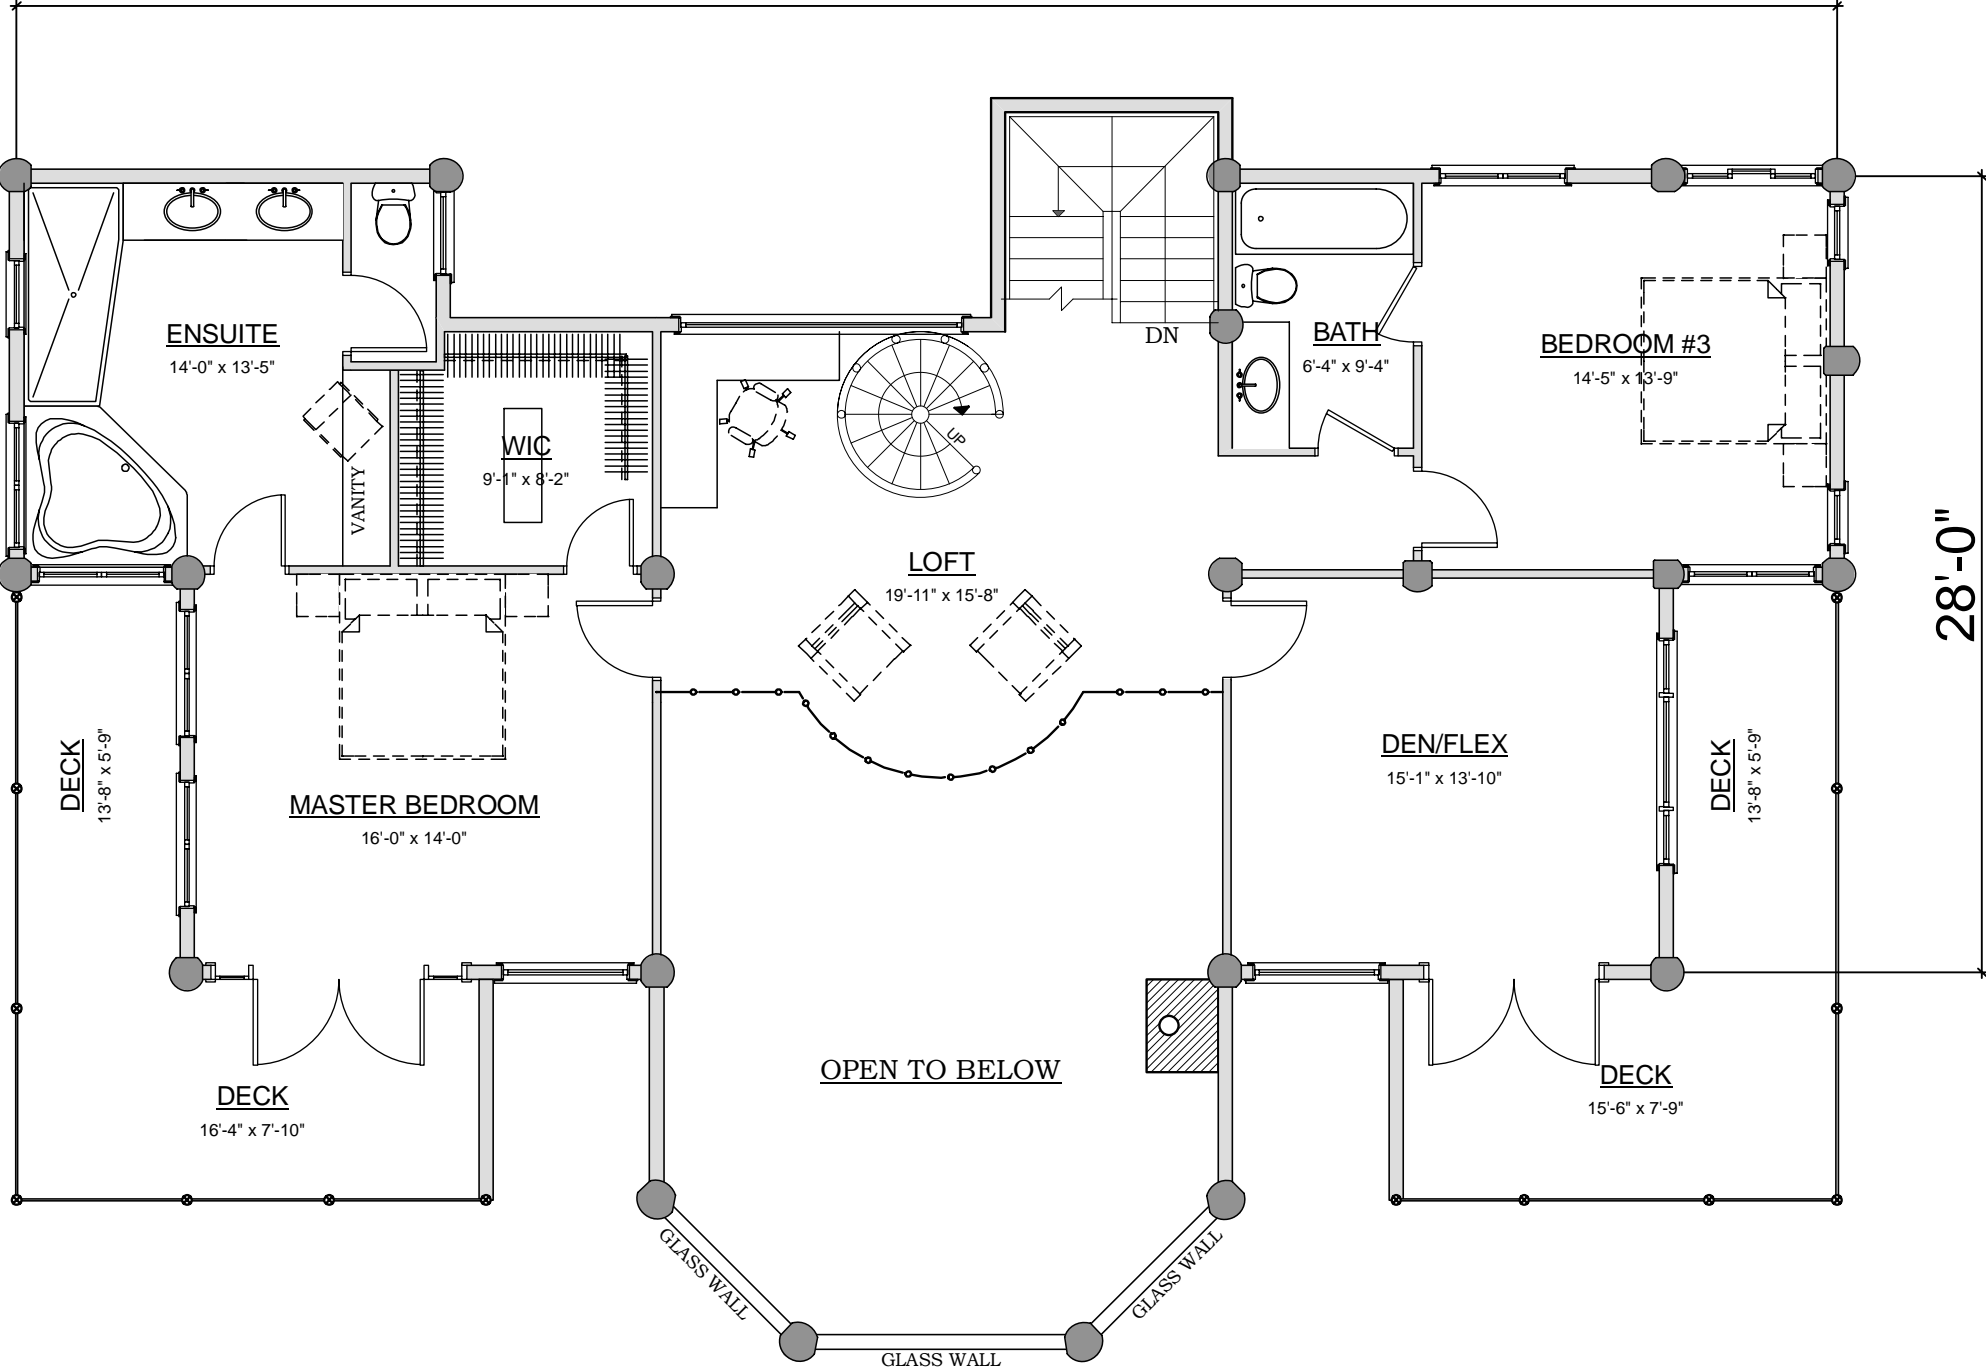 DN
ENSUITE
14'-0" x 13'-5"
BATH
6'-4" x 9'-4"
BEDROOM #3
14'-5" x 13'-9"
UP
WIC
9'-1" x 8'-2"
VANITY
LOFT
19'-11" x 15'-8"
28'-0"
DECK
13'-8" x 5'-9"
MASTER BEDROOM
16'-0" x 14'-0"
DEN/FLEX
15'-1" x 13'-10"
DECK
13'-8" x 5'-9"
OPEN TO BELOW
DECK
16'-4" x 7'-10"
DECK
15'-6" x 7'-9"
GLASS WALL
GLASS WALL
GLASS WALL